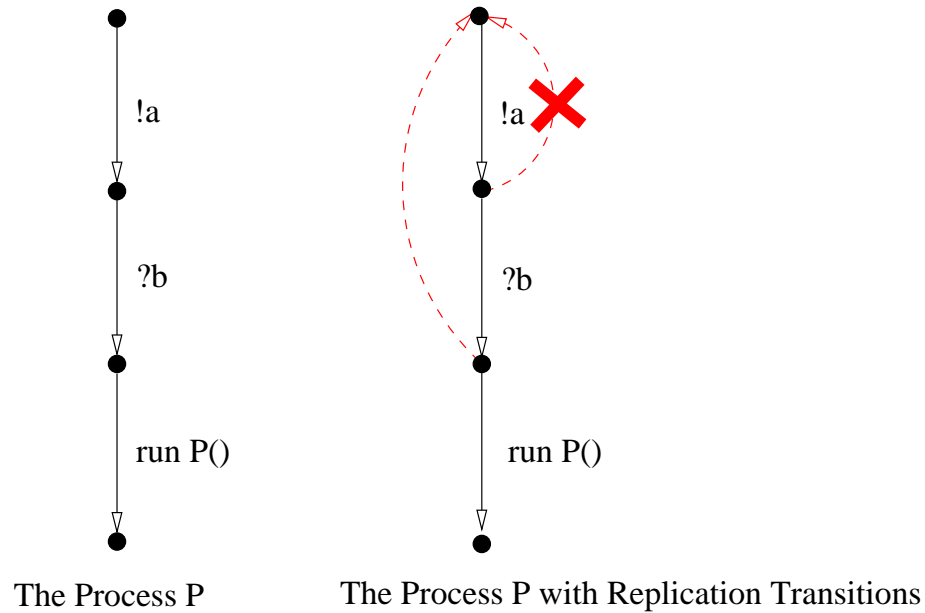 !a
?b
run P()
The Process P
!a
?b
run P()
The Process P with Replication Transitions